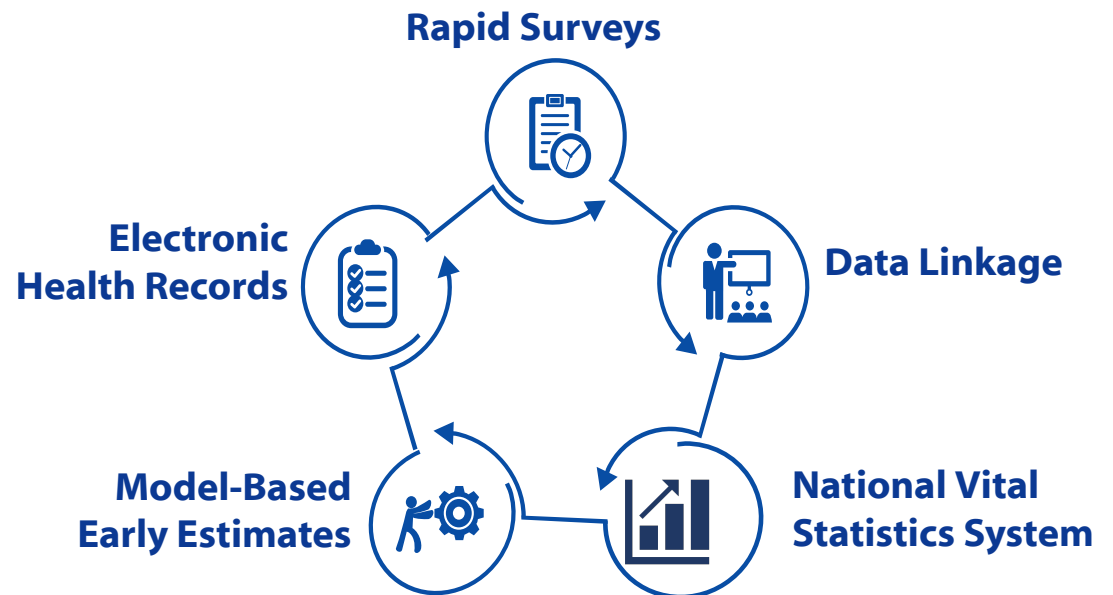 Rapid Surveys
Electronic
Health Records
Data Linkage
Model-Based
Early Estimates
National Vital
Statistics System